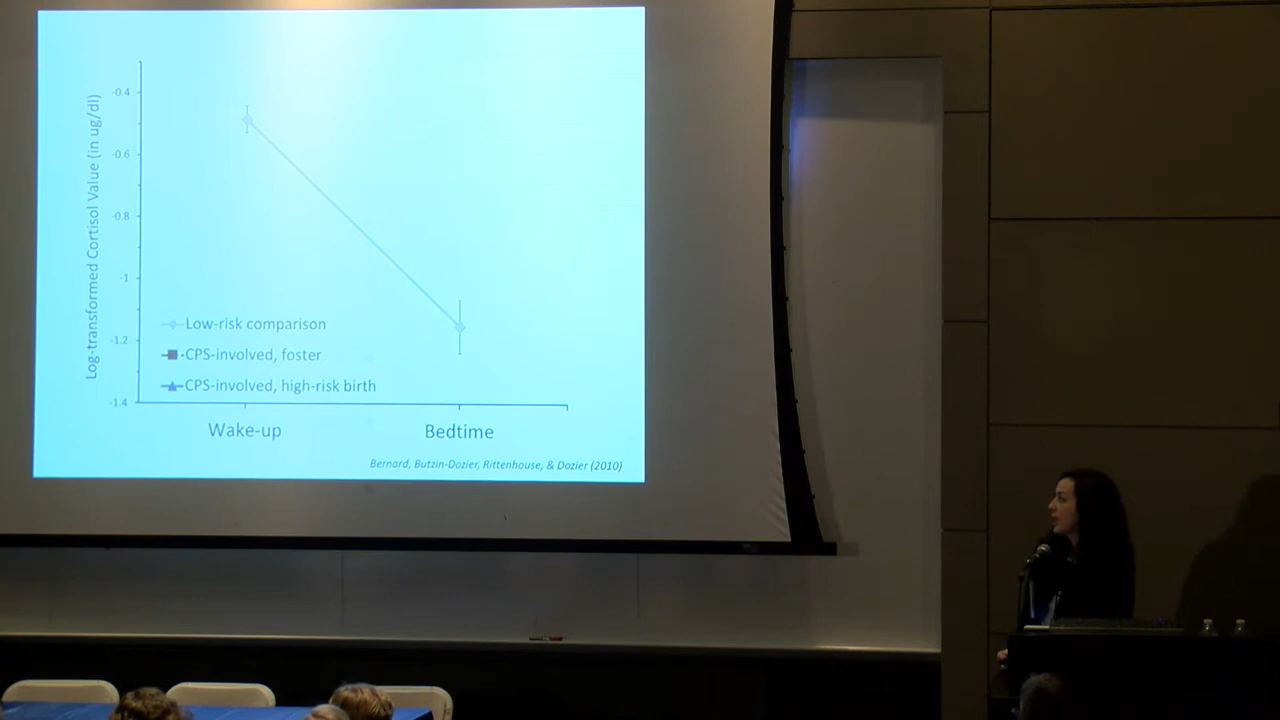 Log-transformed Cortisol Value (in ug/dl)
-0.4
-0.6
-0.8
-1
-1.2
-1.4
Low-risk comparison
CPS-involved, foster
CPS-involved, high-risk birth
Wake-up Bedtime
Bernard, Butzin-Dozier, Rittenhouse, & Dozier (2010)